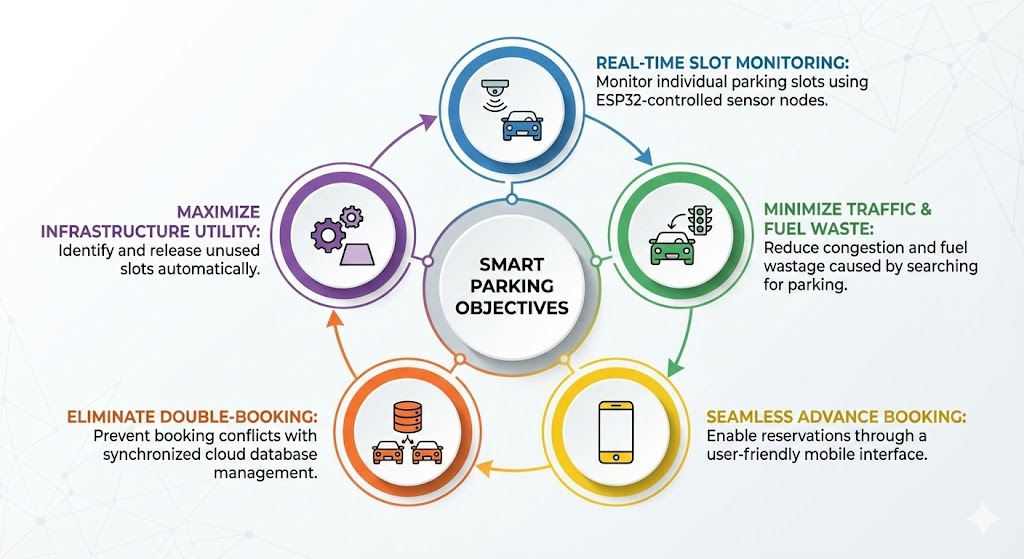 REAL-TIME SLOT MONITORING:
Monitor individual parking slots using
ESP32-controlled sensor nodes.
MINIMIZE TRAFFIC &
FUEL WASTE:
Reduce congestion and fuel
wastage caused by searching
for parking.
SEAMLESS ADVANCE BOOKING:
Enable reservations through a
user-friendly mobile interface.
ELIMINATE DOUBLE-BOOKING:
Prevent booking conflicts with
synchronized cloud database
management.
MAXIMIZE
INFRASTRUCTURE UTILITY:
Identify and release unused
slots automatically.
SMART
PARKING
OBJECTIVES